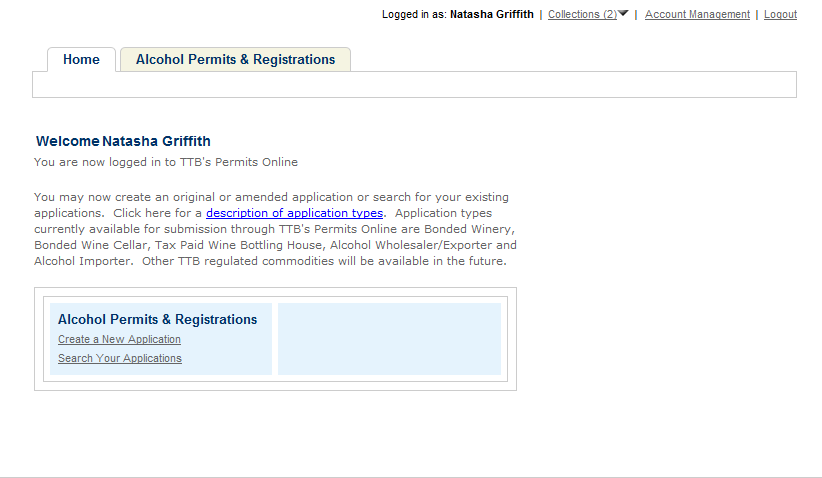 Logged in as: Natasha Griffith | Collections (2) | Account Management | Logout
Home Alcohol Permits & Registrations
Welcome Natasha Griffith
You are now logged in to TTB's Permits Online
You may now create an original or amended application or search for your existing
applications. Click here for a description of application types. Application types
currently available for submission through TTB's Permits Online are Bonded Winery,
Bonded Wine Cellar, Tax Paid Wine Bottling House, Alcohol Wholesaler/Exporter and
Alcohol Importer. Other TTB regulated commodities will be available in the future.
Alcohol Permits & Registrations
Create a New Application
Search Your Applications